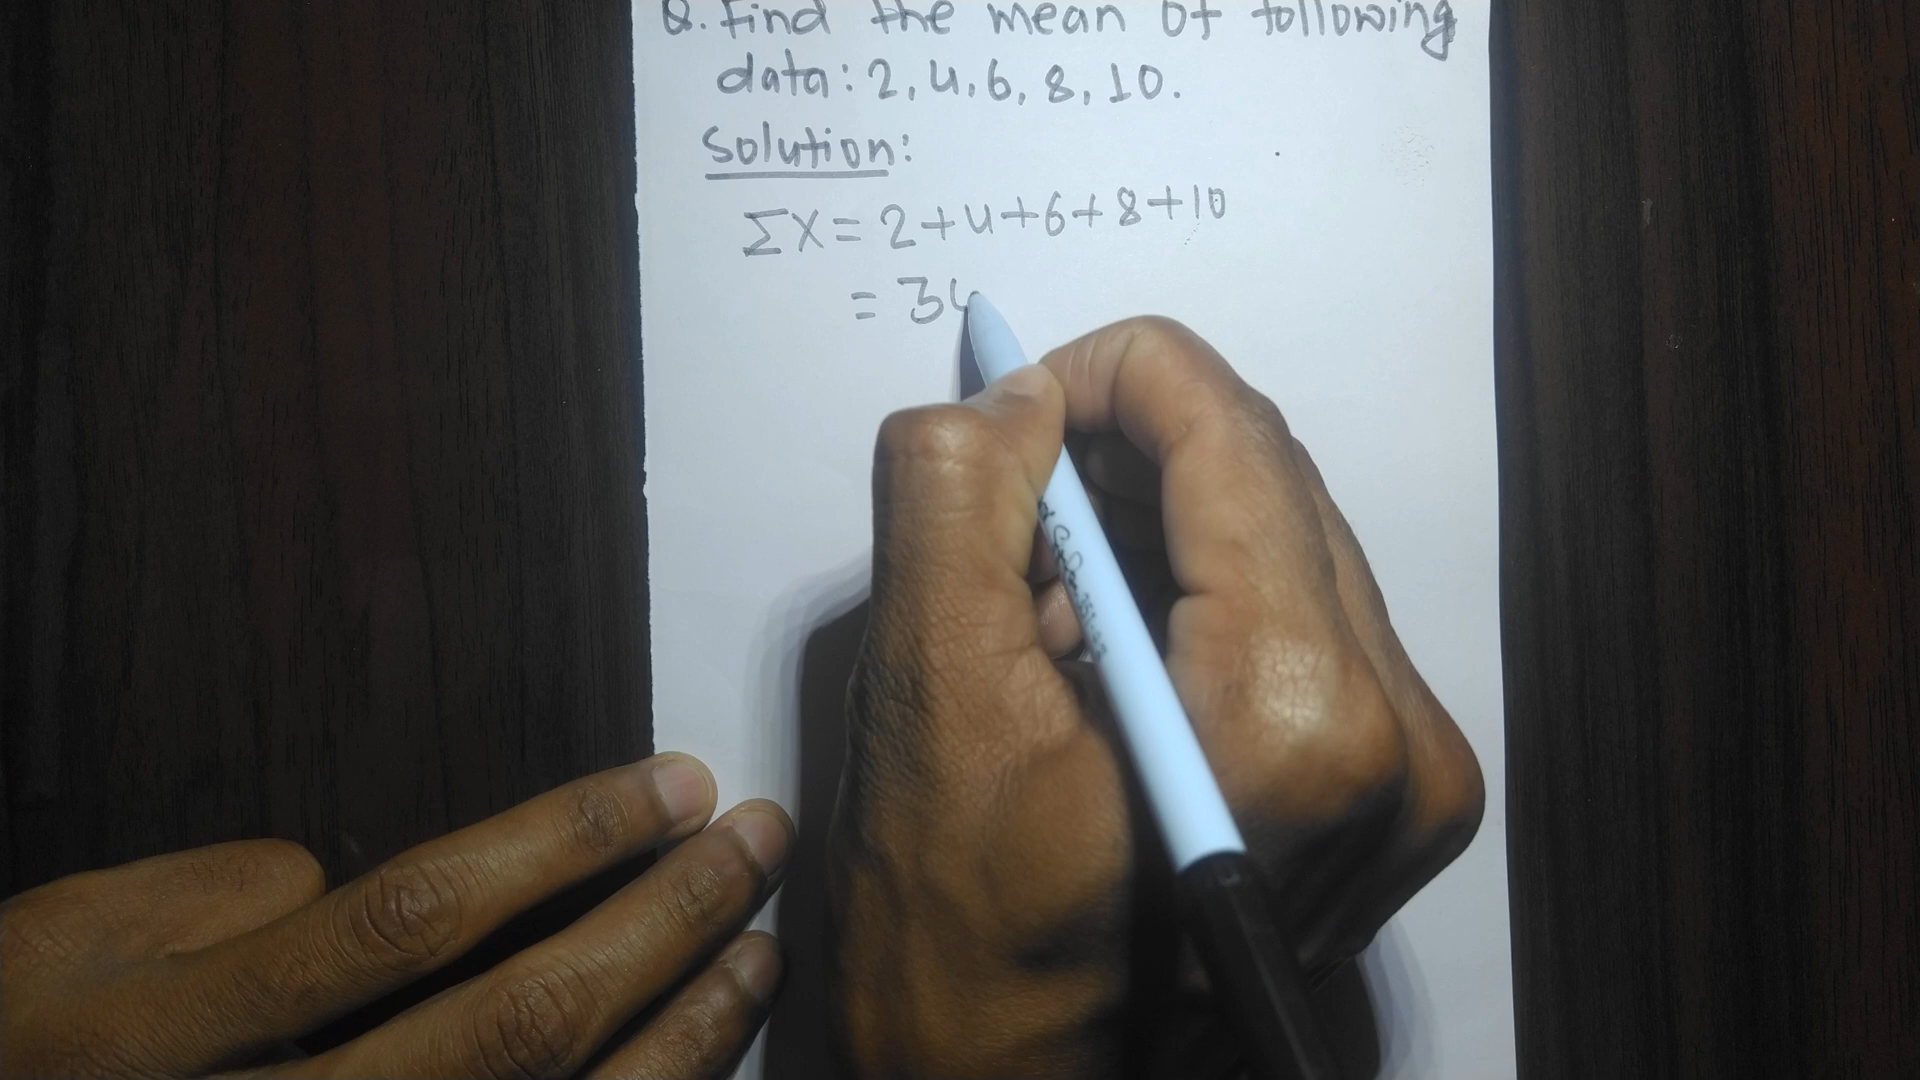 Q. Find the mean of following
data: 2, 4, 6, 8, 10.
Solution:
ΣX = 2+4+6+8+10
= 3